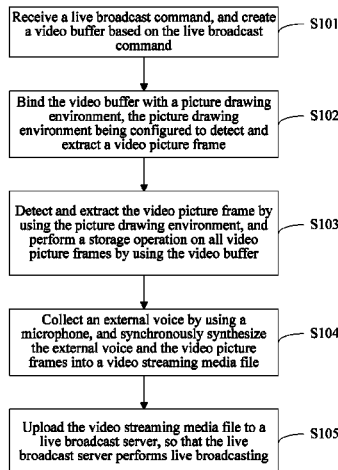 Receive a live broadcast command, and create
a video buffer based on the live broadcast
command
S101
Bind the video buffer with a picture drawing
environment, the picture drawing
environment being configured to detect and
extract a video picture frame
S102
Detect and extract the video picture frame by
using the picture drawing environment, and
perform a storage operation on all video
picture frames by using the video buffer
S103
Collect an external voice by using a
microphone, and synchronously synthesize
the external voice and the video picture
frames into a video streaming media file
S104
Upload the video streaming media file to a
live broadcast server, so that the live
broadcast server performs live broadcasting
S105